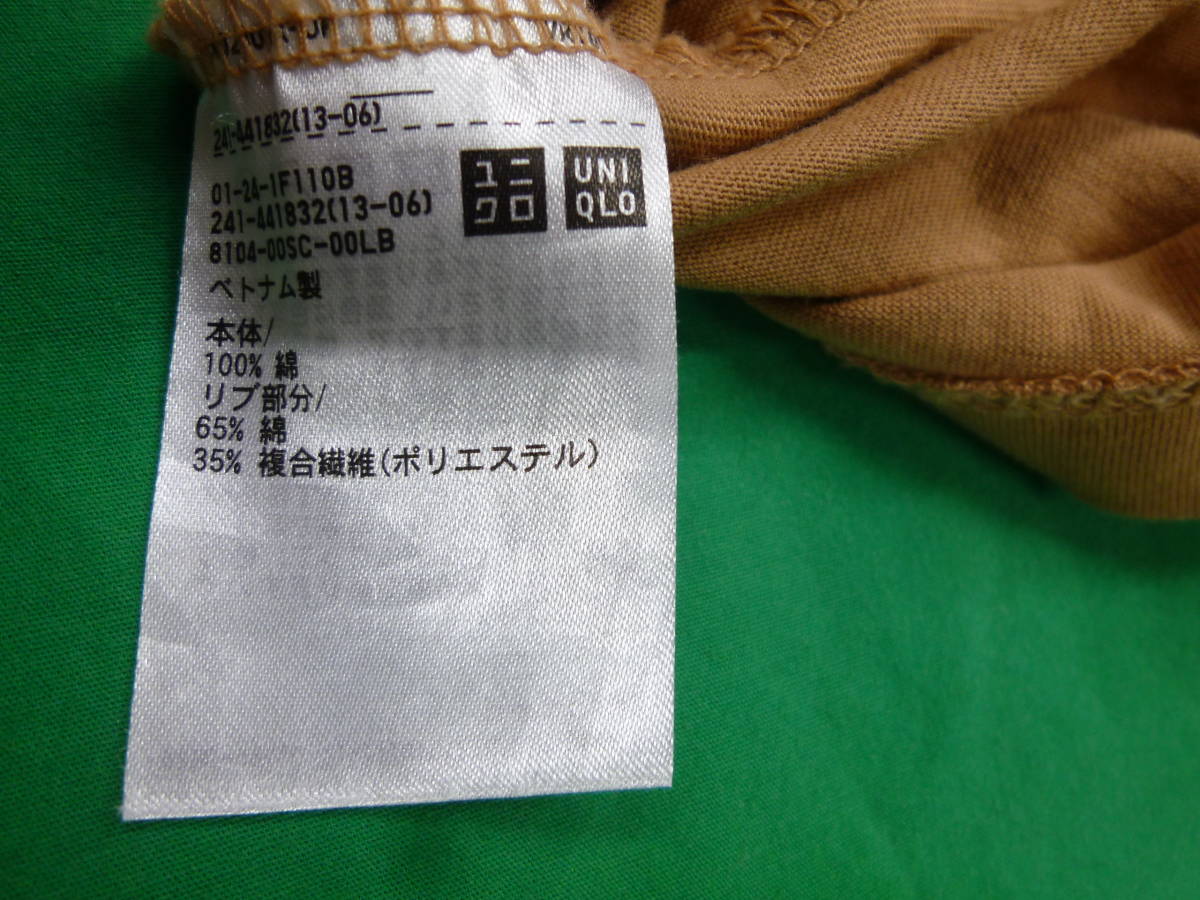 241-441832(13-06)
01-24-1F110B
241-441832(13-06)
8104-00SC-00LB
ユニ
クロ
UNI
QLO
ベトナム製
本体/
100% 綿
リブ部分/
65% 綿
35% 複合繊維(ポリエステル)